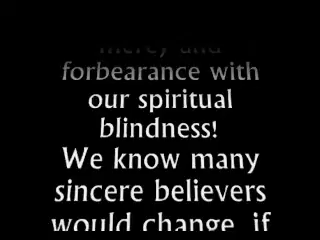 mercy and
forbearance with
our spiritual
blindness!
We know many
sincere believers
would change, if